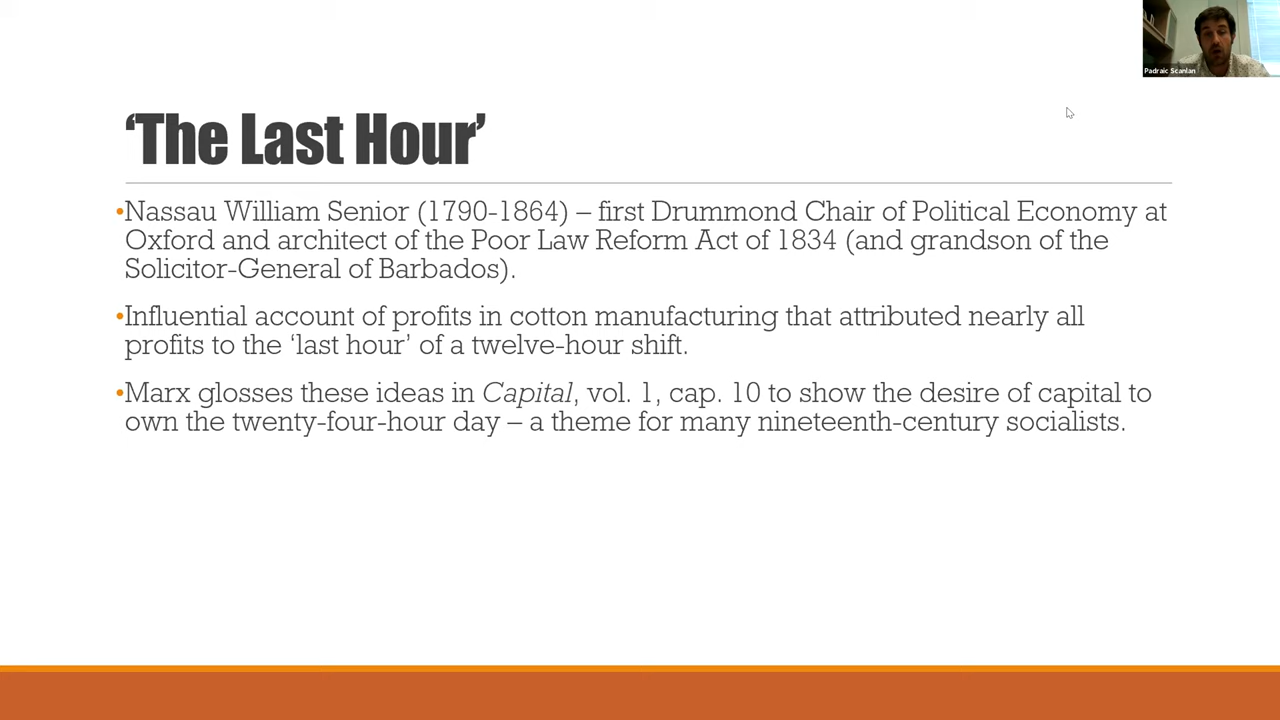 Padraic Scanlan
‘The Last Hour’
•Nassau William Senior (1790-1864) – first Drummond Chair of Political Economy at
Oxford and architect of the Poor Law Reform Act of 1834 (and grandson of the
Solicitor-General of Barbados).
•Influential account of profits in cotton manufacturing that attributed nearly all
profits to the ‘last hour’ of a twelve-hour shift.
•Marx glosses these ideas in Capital, vol. 1, cap. 10 to show the desire of capital to
own the twenty-four-hour day – a theme for many nineteenth-century socialists.